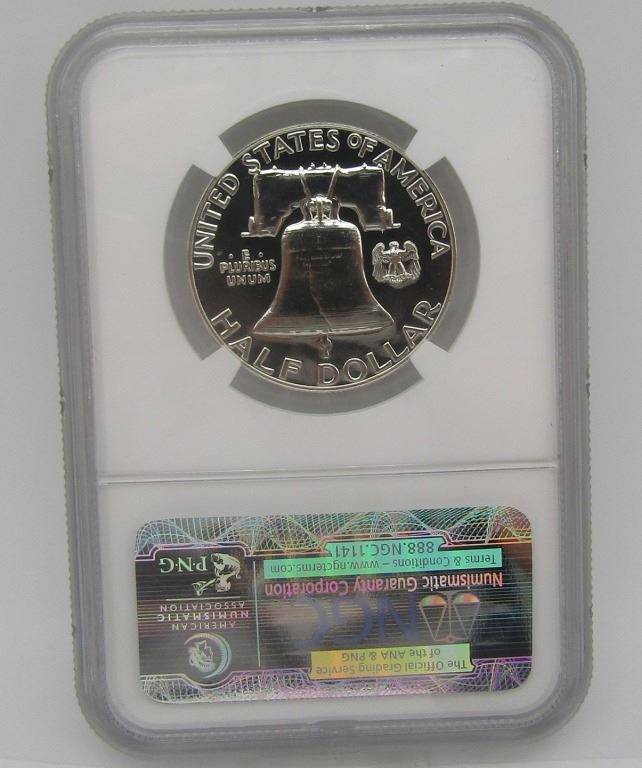 UNITED STATES OF AMERICA
· E ·
PLURIBUS
UNUM
HALF DOLLAR
888.NGC.1141
Terms & Conditions – www.ngcterms.com
Numismatic Guaranty Corporation
NGC
The Official Grading Service
of the ANA & PNG
P·N·G
AMERICAN
NUMISMATIC
ASSOCIATION